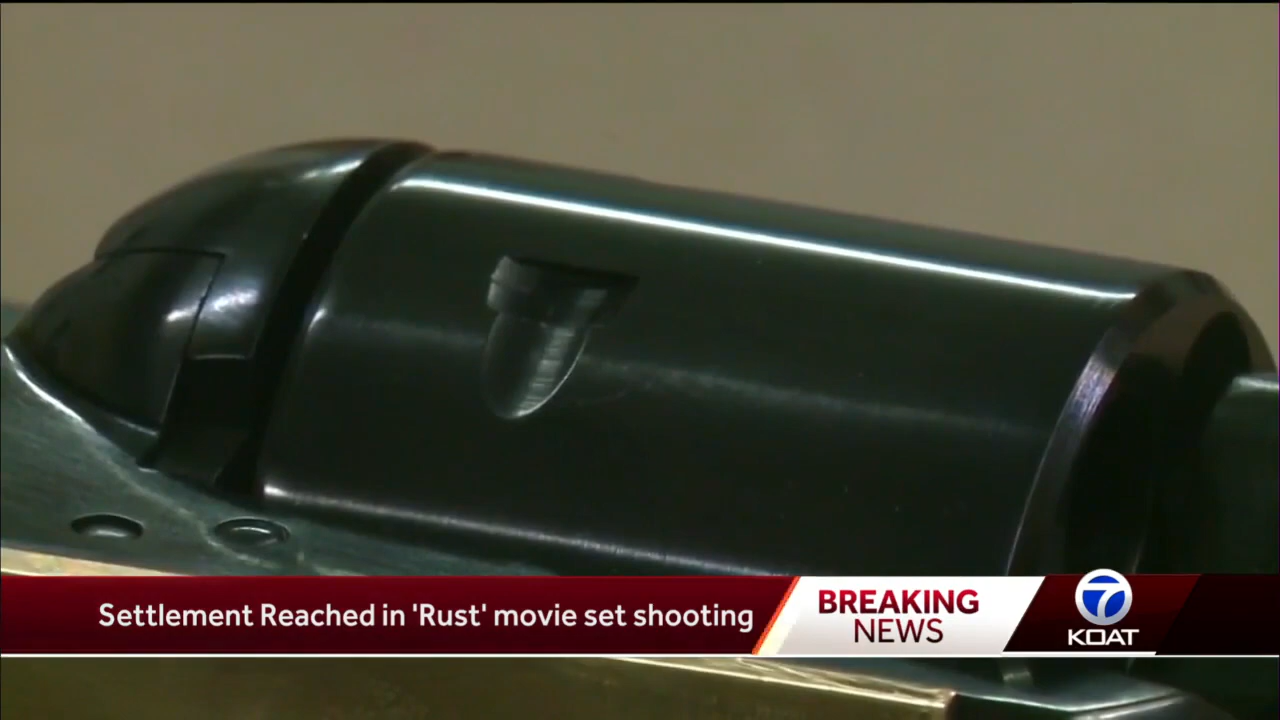 Settlement Reached in 'Rust' movie set shooting
BREAKING
NEWS
7
KOAT